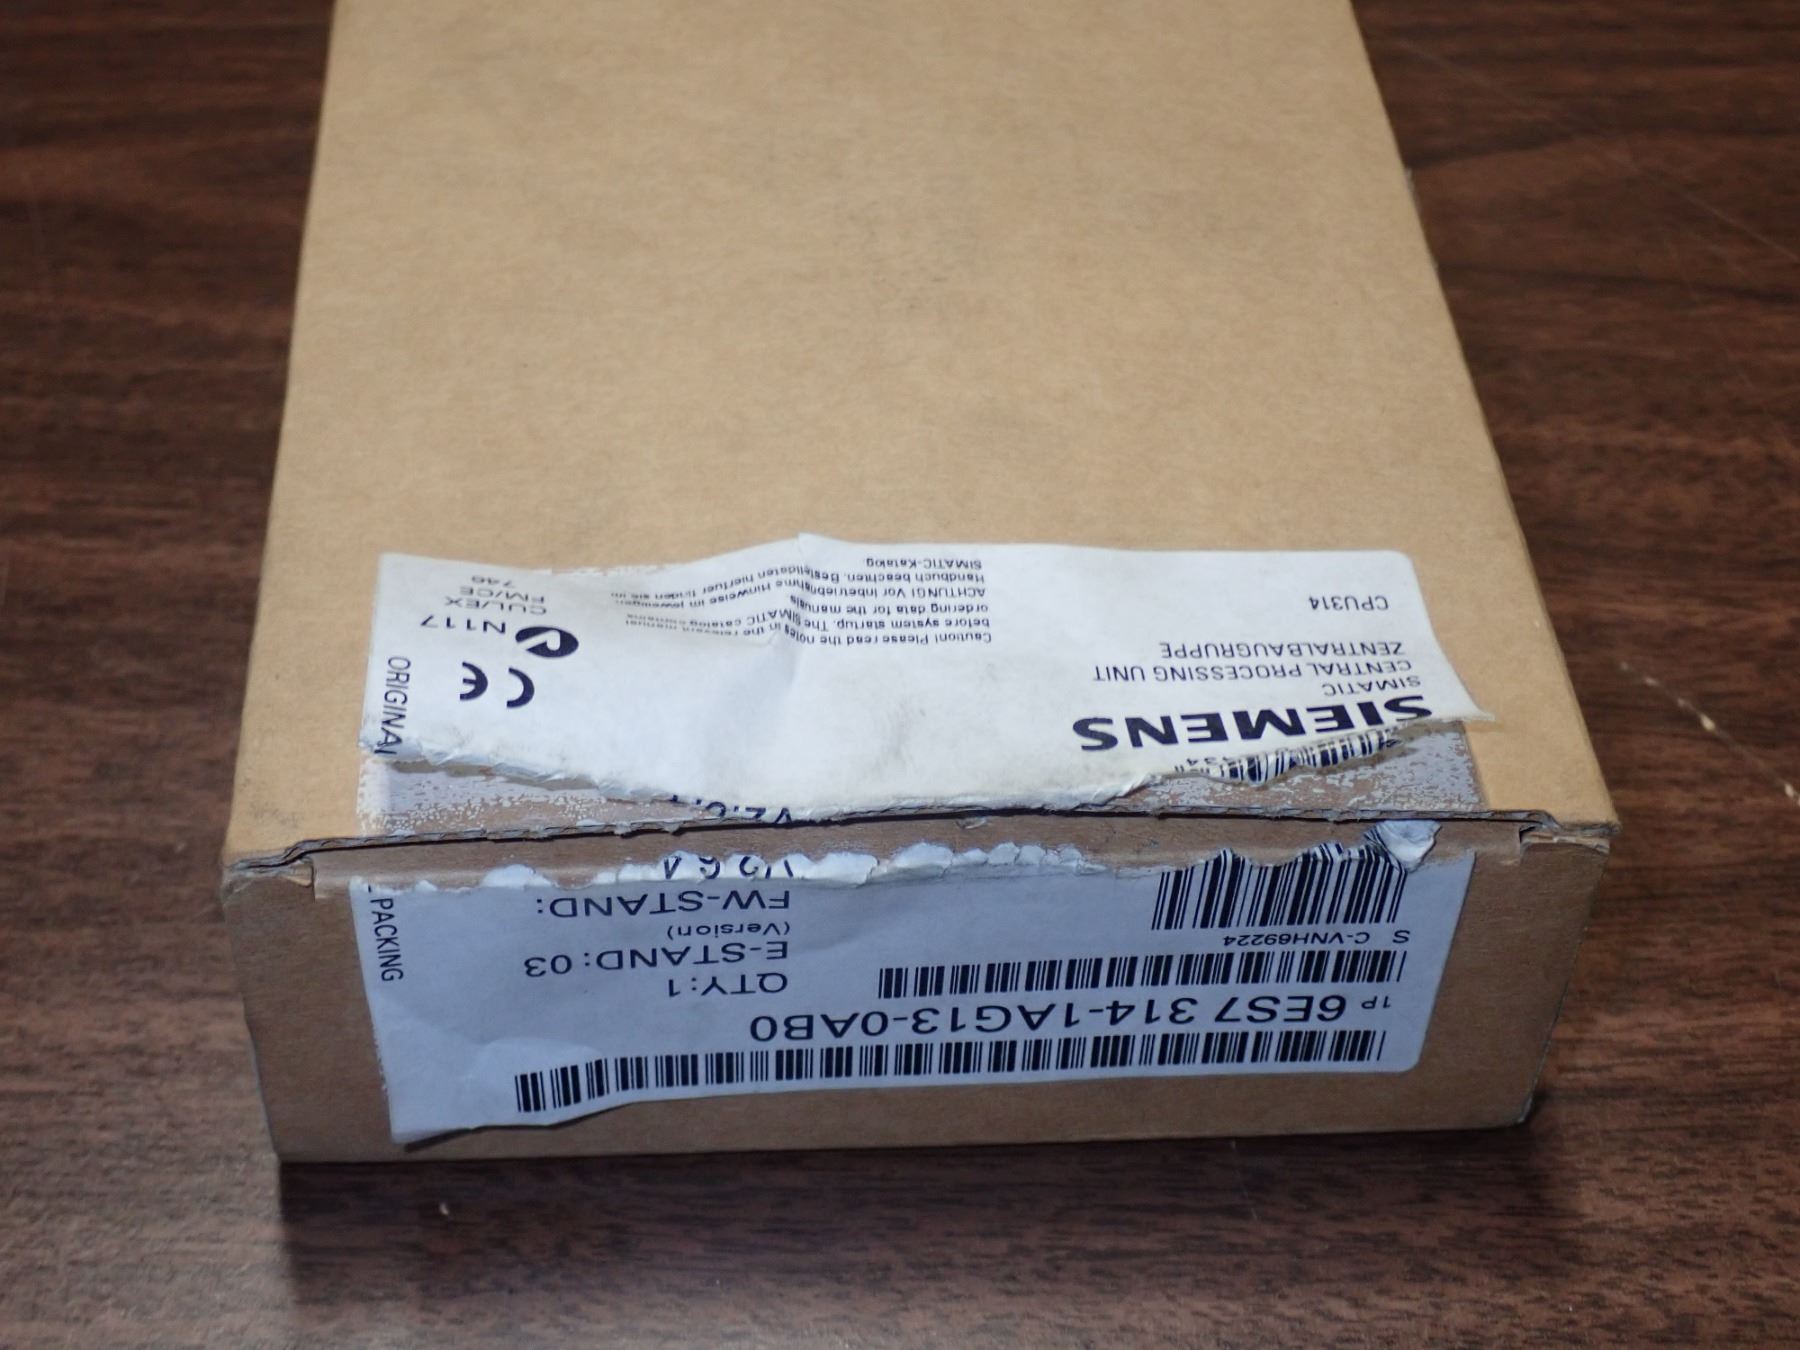 1P 6ES7 314-1AG13-0AB0
S C-VNH69224
QTY:1
E-STAND:03
(Version)
FW-STAND:
ORIGINAL PACKING
SIEMENS
SIMATIC
CENTRAL PROCESSING UNIT
ZENTRALBAUGRUPPE
CPU314
Caution! Please read the notes in the relevant manual
before system startup. The SIMATIC catalog contains
ordering data for the manuals.
ACHTUNG! Vor Inbetriebnahme Hinweise im jeweiligen
Handbuch beachten. Bestelldaten hierfuer finden sie im
SIMATIC-Katalog.
CE
N117
CUL/EX
FM/CE
746